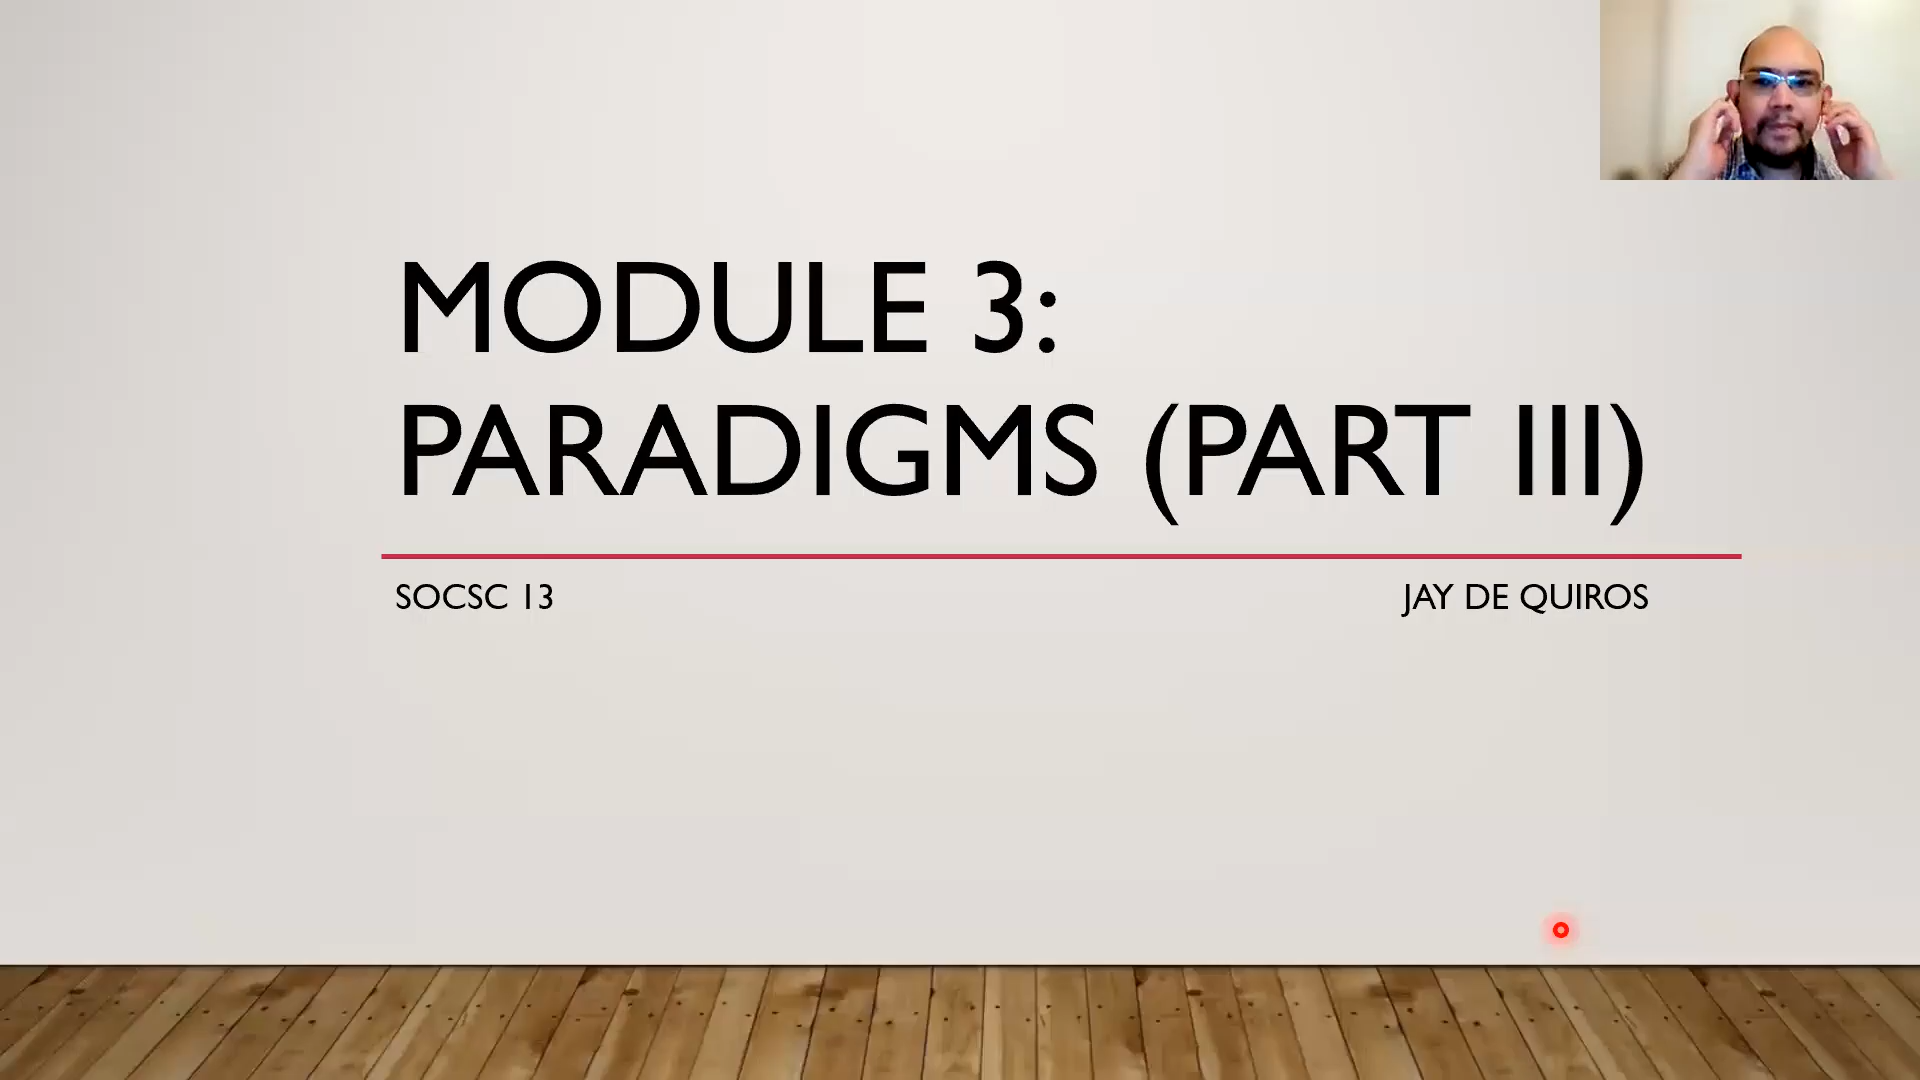 MODULE 3:
PARADIGMS (PART III)
SOCSC 13
JAY DE QUIROS